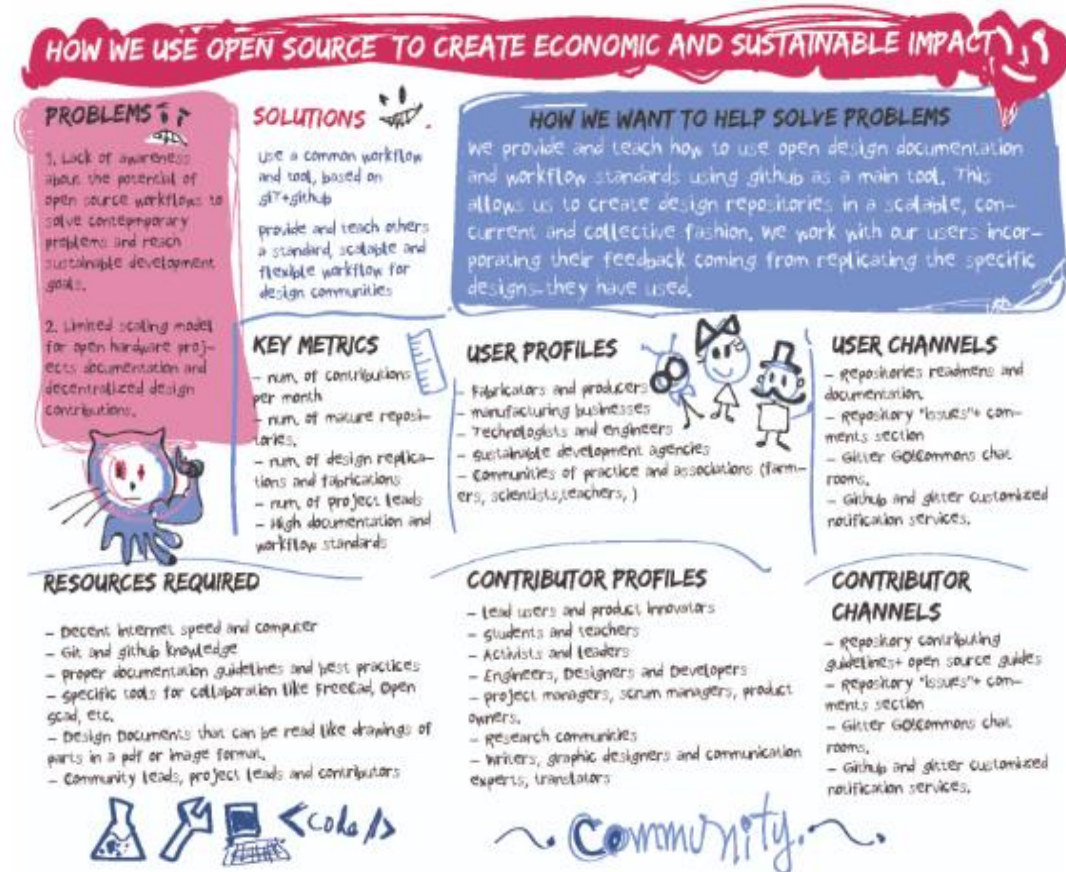 HOW WE USE OPEN SOURCE TO CREATE ECONOMIC AND SUSTAINABLE IMPACT
PROBLEMS
1. Lack of awareness
about the potential of
open source workflows to
solve contemporary
problems and reach
sustainable development
goals.
2. Limited scaling model
for open hardware proj-
ects documentation and
decentralized design
contributions.
SOLUTIONS
use a common workflow
and tool, based on
git+github
provide and teach others
a standard, scalable and
flexible workflow for
design communities
HOW WE WANT TO HELP SOLVE PROBLEMS
We provide and teach how to use open design documentation
and workflow standards using github as a main tool. This
allows us to create design repositories in a scalable, con-
current and collective fashion. We work with our users incor-
porating their feedback coming from replicating the specific
designs they have used.
KEY METRICS
- num. of contributions
per month
- num. of mature reposi-
tories.
- num. of design replica-
tions and fabrications
- num. of project leads
- High documentation and
workflow standards
USER PROFILES
- Fabricators and producers
- manufacturing businesses
- Technologists and engineers
- Sustainable development agencies
- Communities of practice and associations (farm-
ers, scientists,teachers, )
USER CHANNELS
- Repositories readmens and
documentation.
- Repository "issues"+ com-
ments section
- Gitter GO!Commons chat
rooms.
- Github and gitter customized
notification services.
RESOURCES REQUIRED
- Decent internet speed and computer
- Git and github knowledge
- proper documentation guidelines and best practices
- Specific tools for collaboration like FreeCad, Open
scad, etc.
- Design Documents that can be read like drawings of
parts in a pdf or image format.
- Community leads, project leads and contributors
CONTRIBUTOR PROFILES
- Lead users and product innovators
- Students and teachers
- Activists and leaders
- Engineers, Designers and Developers
- project managers, scrum managers, product
owners.
- Research communities
- Writers, graphic designers and communication
experts, translators
CONTRIBUTOR
CHANNELS
- Repository contributing
guidelines+ open source guides
- Repository "issues"+ com-
ments section
- Gitter GO!Commons chat
rooms.
- Github and gitter customized
notification services.
<code/>
Community.